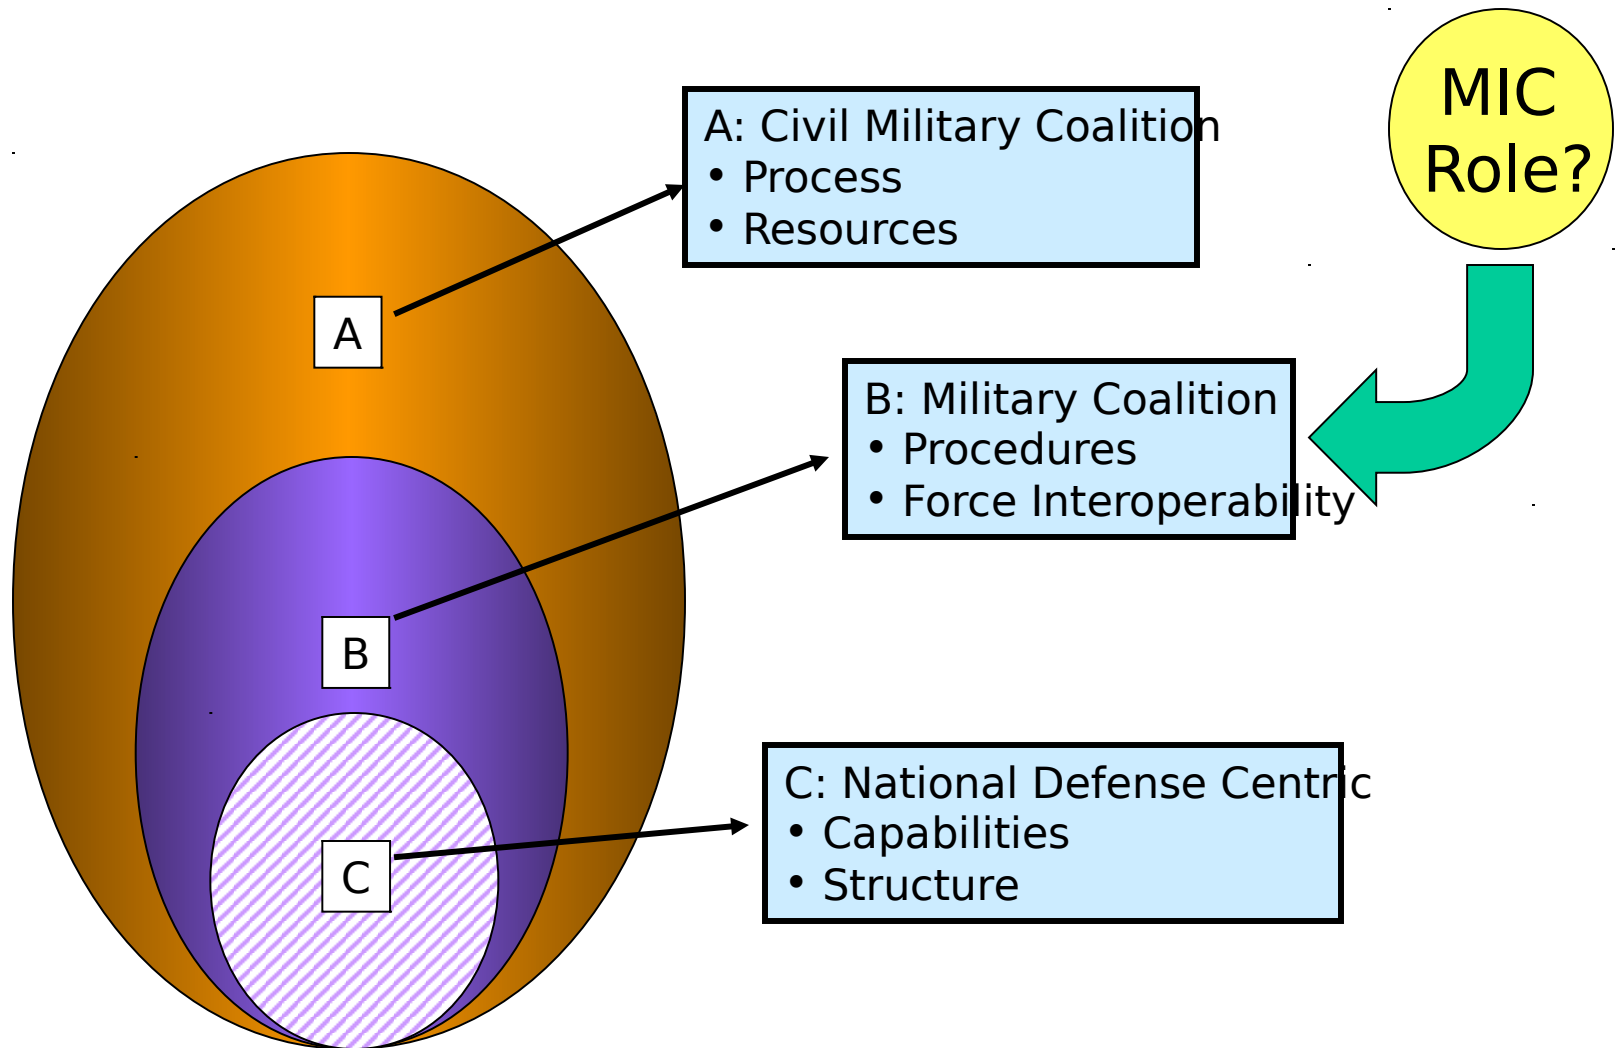 MIC
Role?
A: Civil Military Coalition
• Process
• Resources
A
B: Military Coalition
• Procedures
• Force Interoperability
B
C: National Defense Centric
• Capabilities
• Structure
C